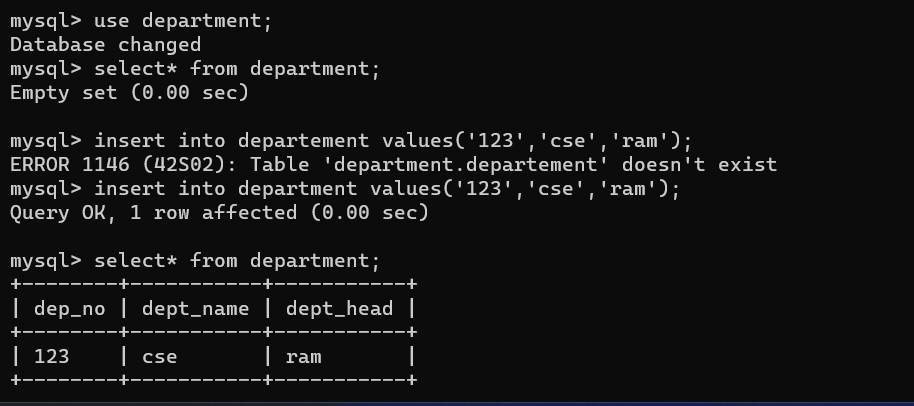 mysql> use department;
Database changed
mysql> select* from department;
Empty set (0.00 sec)
mysql> insert into departement values('123','cse','ram');
ERROR 1146 (42S02): Table 'department.departement' doesn't exist
mysql> insert into department values('123','cse','ram');
Query OK, 1 row affected (0.00 sec)
mysql> select* from department;
+--------+-----------+-----------+
| dep_no | dept_name | dept_head |
+--------+-----------+-----------+
| 123    | cse       | ram       |
+--------+-----------+-----------+